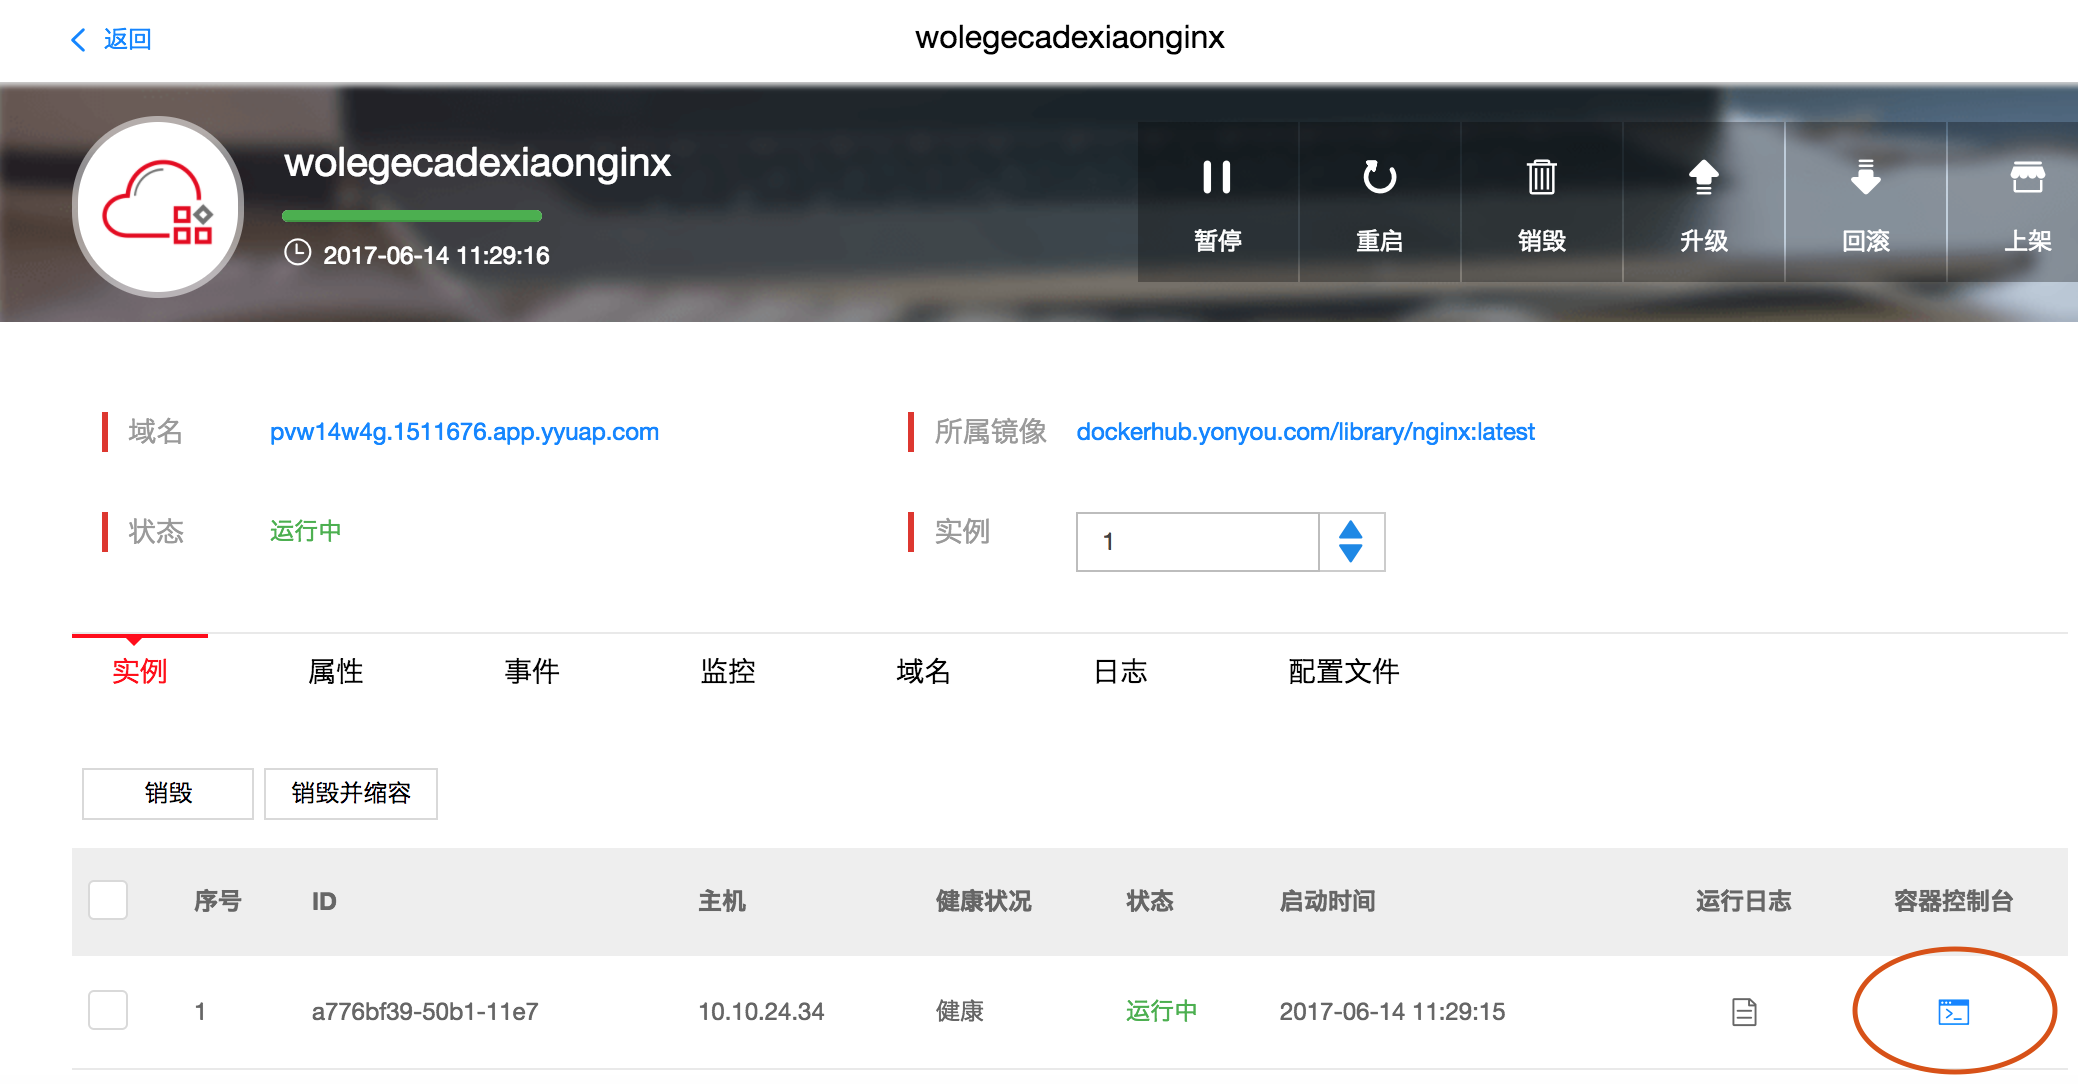 返回
wolegecadexiaonginx
wolegecadexiaonginx
2017-06-14 11:29:16
暂停 重启 销毁 升级 回滚 上架
域名 pvw14w4g.1511676.app.yyuap.com 所属镜像 dockerhub.yonyou.com/library/nginx:latest
状态 运行中 实例 1
实例 属性 事件 监控 域名 日志 配置文件
销毁 销毁并缩容
序号 ID 主机 健康状况 状态 启动时间 运行日志 容器控制台
1 a776bf39-50b1-11e7 10.10.24.34 健康 运行中 2017-06-14 11:29:15